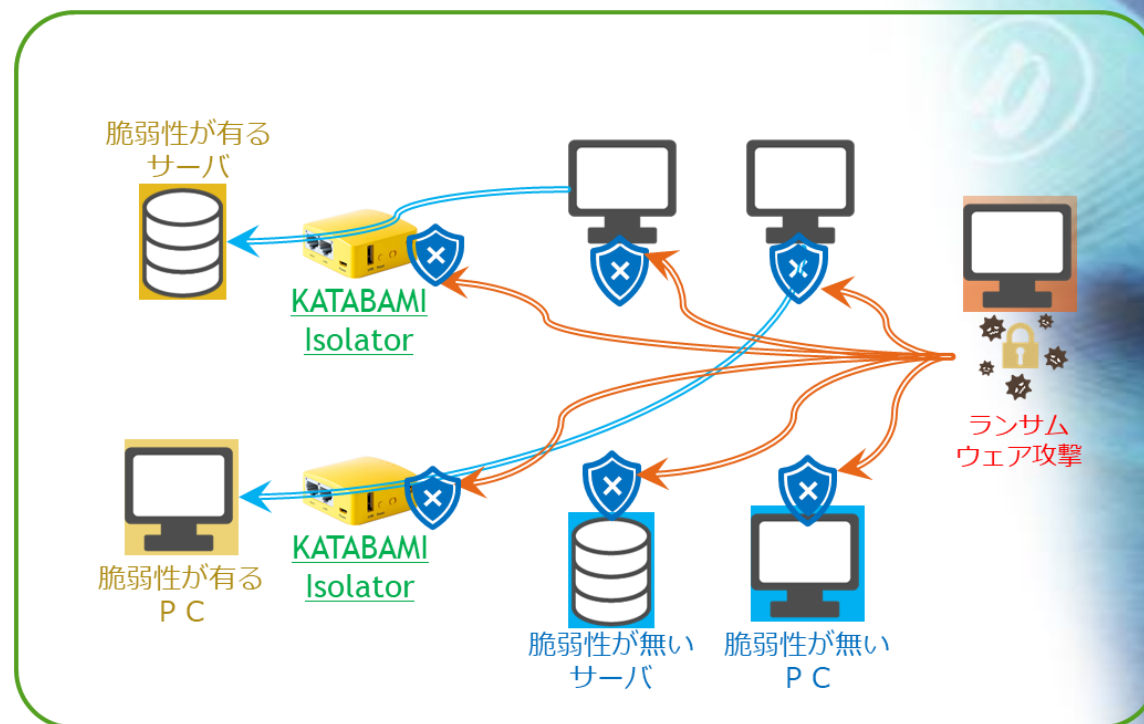 脆弱性が有る
サーバ
KATABAMI
Isolator
ランサム
ウェア攻撃
KATABAMI
Isolator
脆弱性が有る
ＰＣ
脆弱性が無い
サーバ
脆弱性が無い
ＰＣ